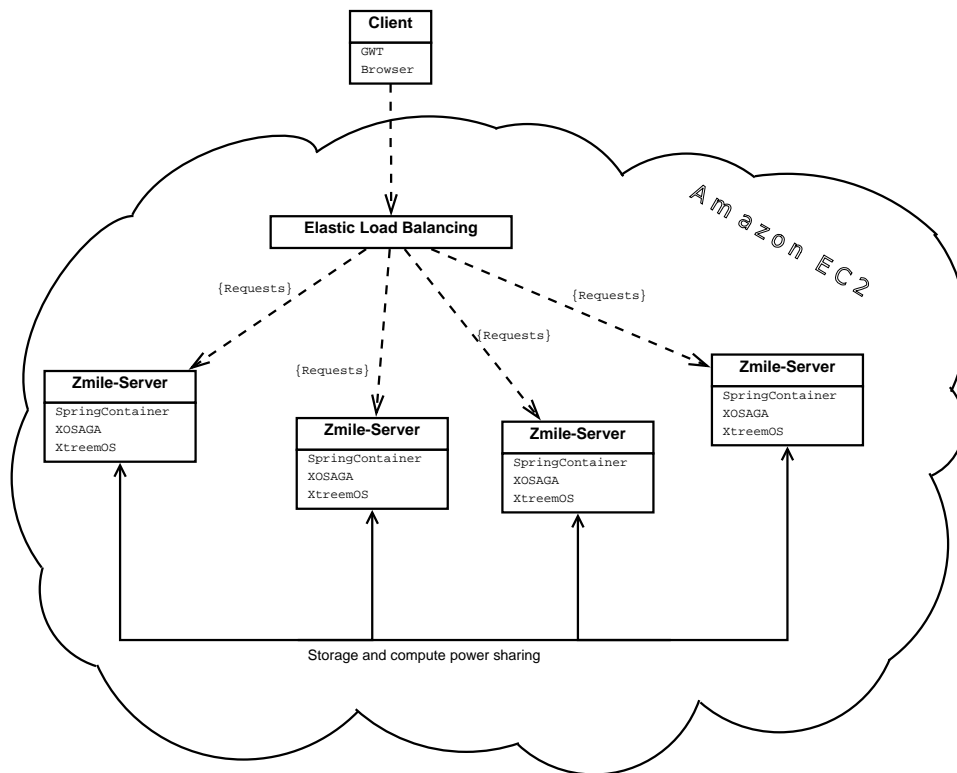 Client
GWT
Browser
Amazon EC2
Elastic Load Balancing
{Requests}
{Requests}
{Requests}
{Requests}
Zmile-Server
SpringContainer
XOSAGA
XtreemOS
Zmile-Server
SpringContainer
XOSAGA
XtreemOS
Zmile-Server
SpringContainer
XOSAGA
XtreemOS
Zmile-Server
SpringContainer
XOSAGA
XtreemOS
Storage and compute power sharing